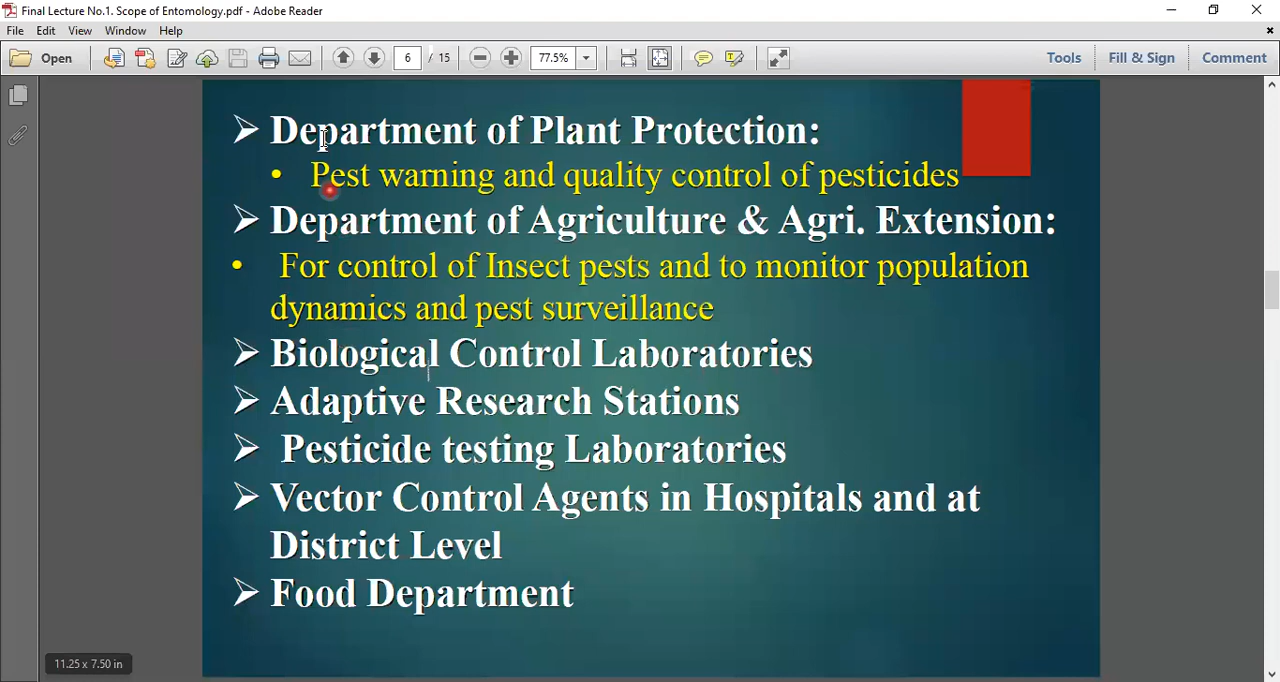 Final Lecture No.1. Scope of Entomology.pdf - Adobe Reader
File Edit View Window Help
Open 6 / 15 77.5% Tools Fill & Sign Comment
➢ Department of Plant Protection:
• Pest warning and quality control of pesticides
➢ Department of Agriculture & Agri. Extension:
• For control of Insect pests and to monitor population
dynamics and pest surveillance
➢ Biological Control Laboratories
➢ Adaptive Research Stations
➢ Pesticide testing Laboratories
➢ Vector Control Agents in Hospitals and at
District Level
➢ Food Department
11.25 x 7.50 in